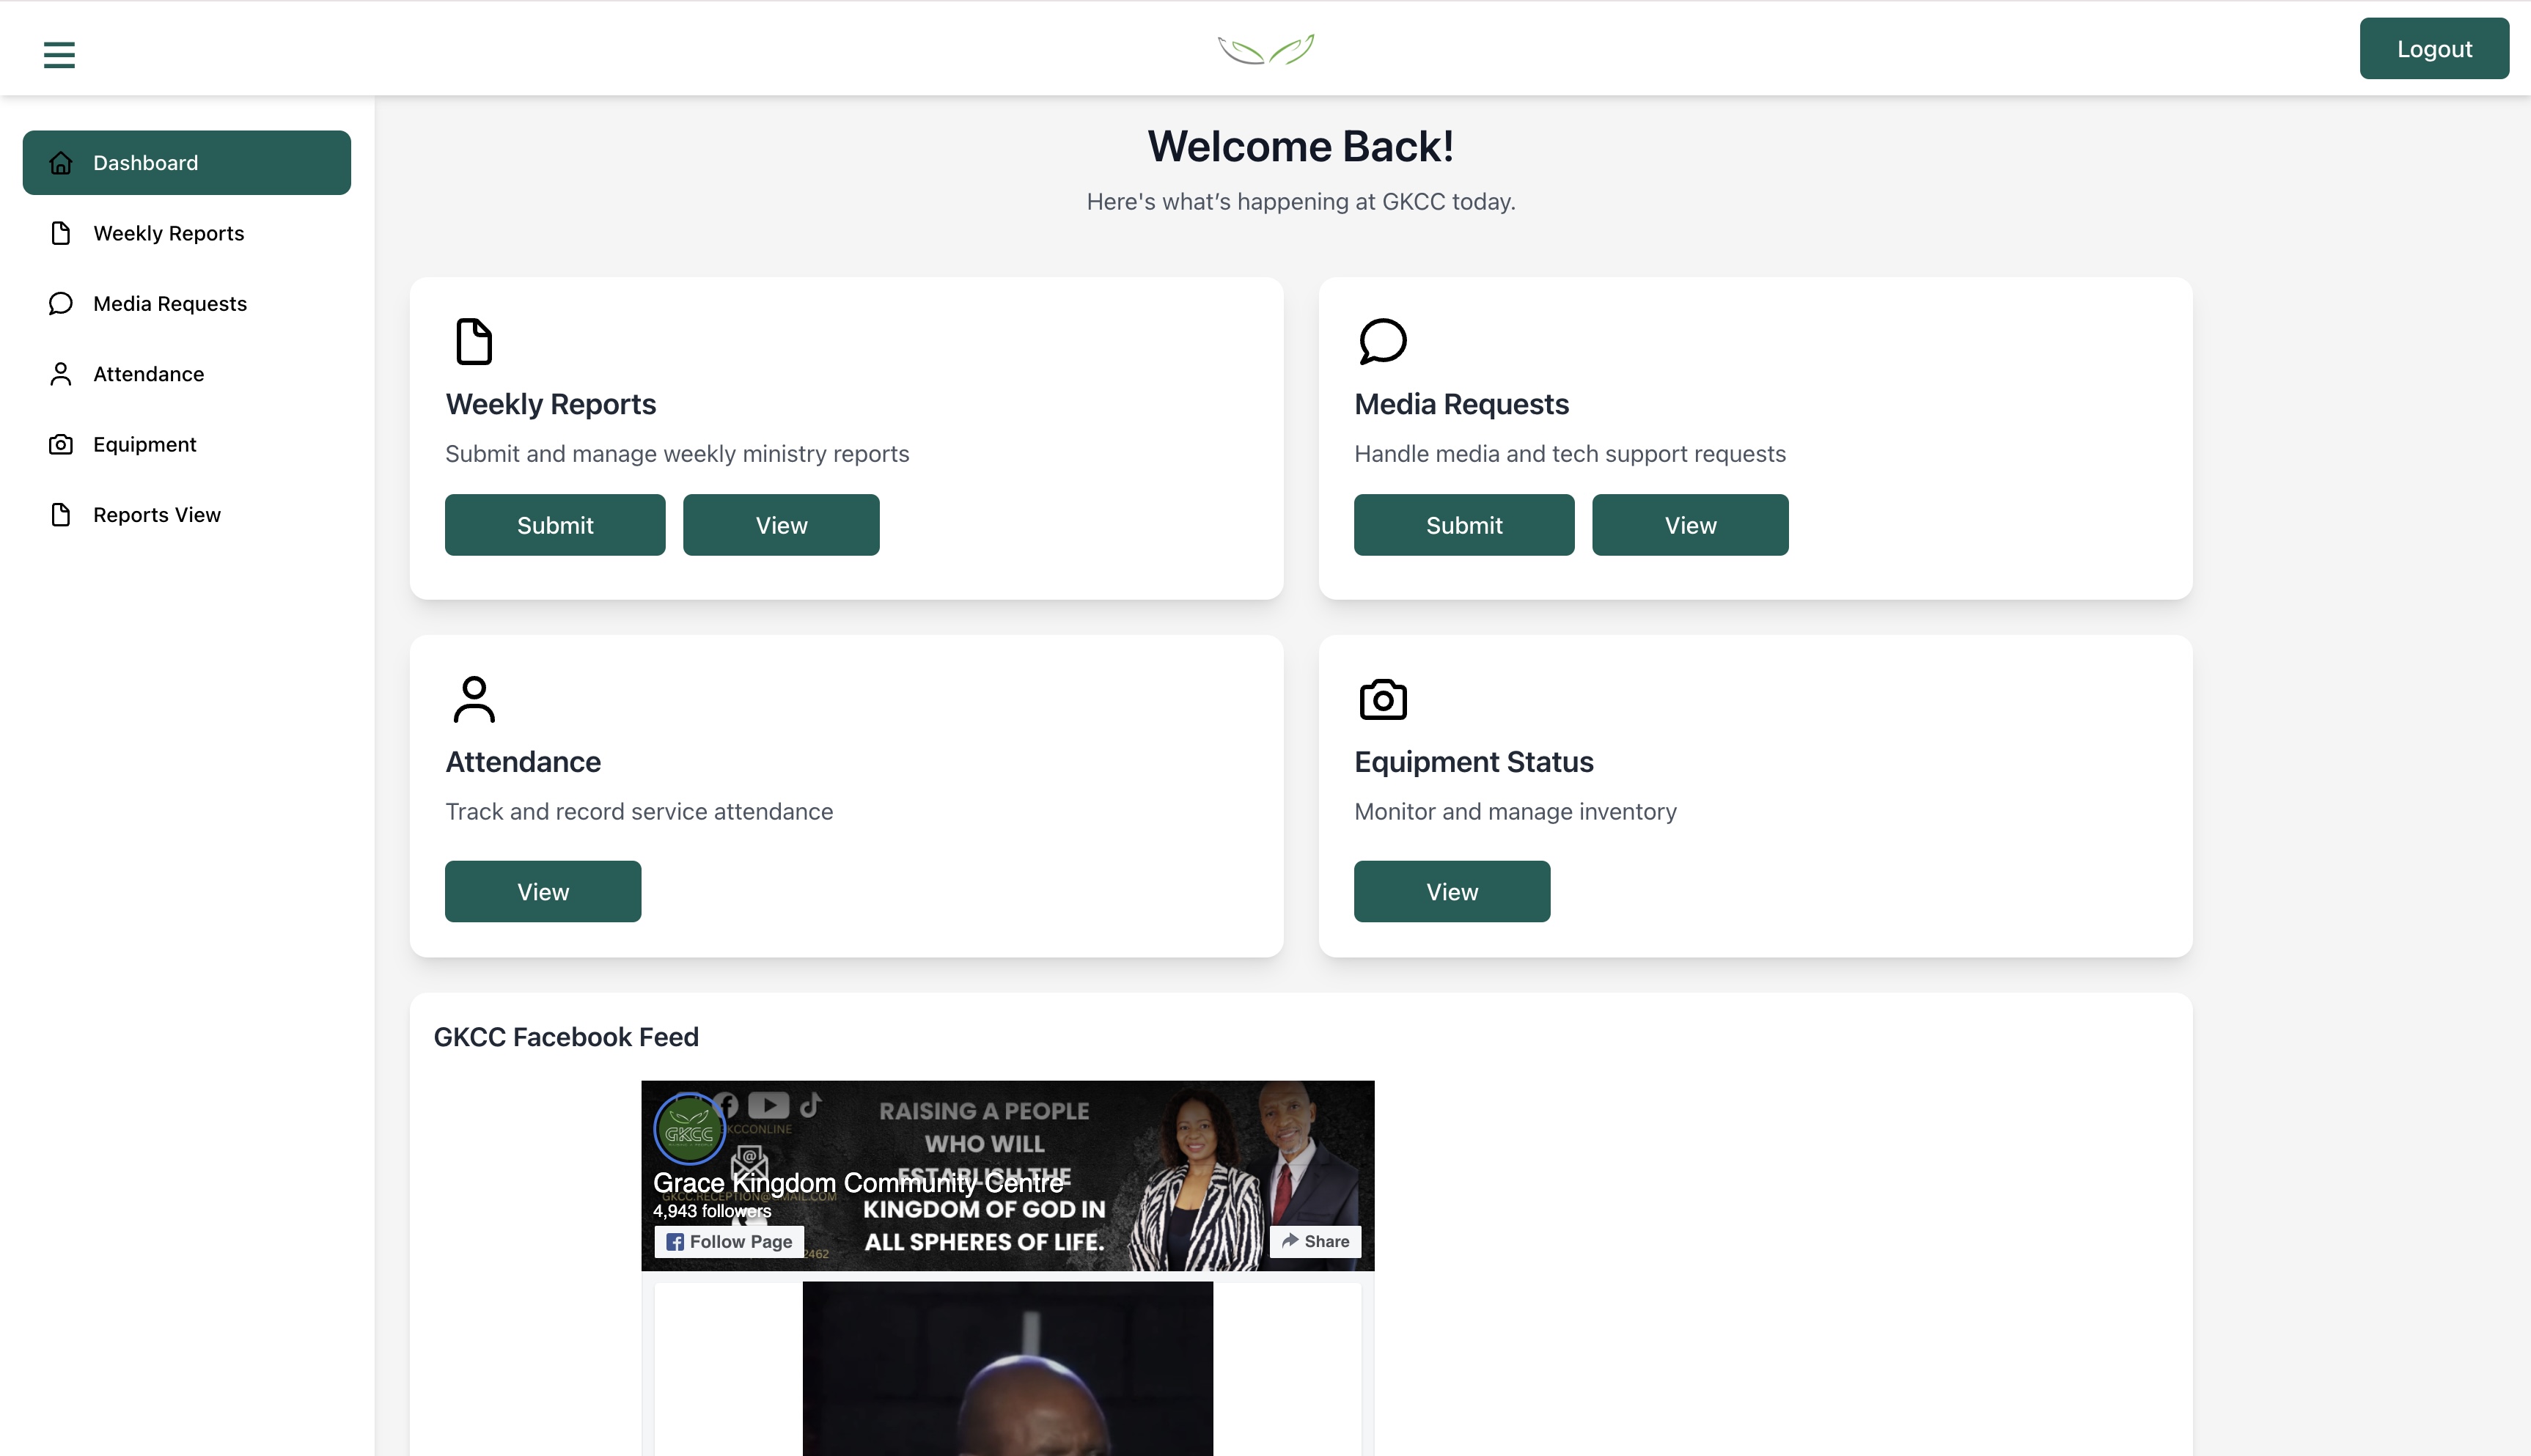 Logout
Dashboard
Weekly Reports
Media Requests
Attendance
Equipment
Reports View
Welcome Back!
Here's what’s happening at GKCC today.
Weekly Reports
Submit and manage weekly ministry reports
Submit
View
Media Requests
Handle media and tech support requests
Submit
View
Attendance
Track and record service attendance
View
Equipment Status
Monitor and manage inventory
View
GKCC Facebook Feed
GKCC
KCCONLINE
RAISING A PEOPLE
WHO WILL
ESTABLISH THE
KINGDOM OF GOD IN
ALL SPHERES OF LIFE.
Grace Kingdom Community Centre
GKCC.RECEPTION@GMAIL.COM
4,943 followers
Follow Page
2462
Share